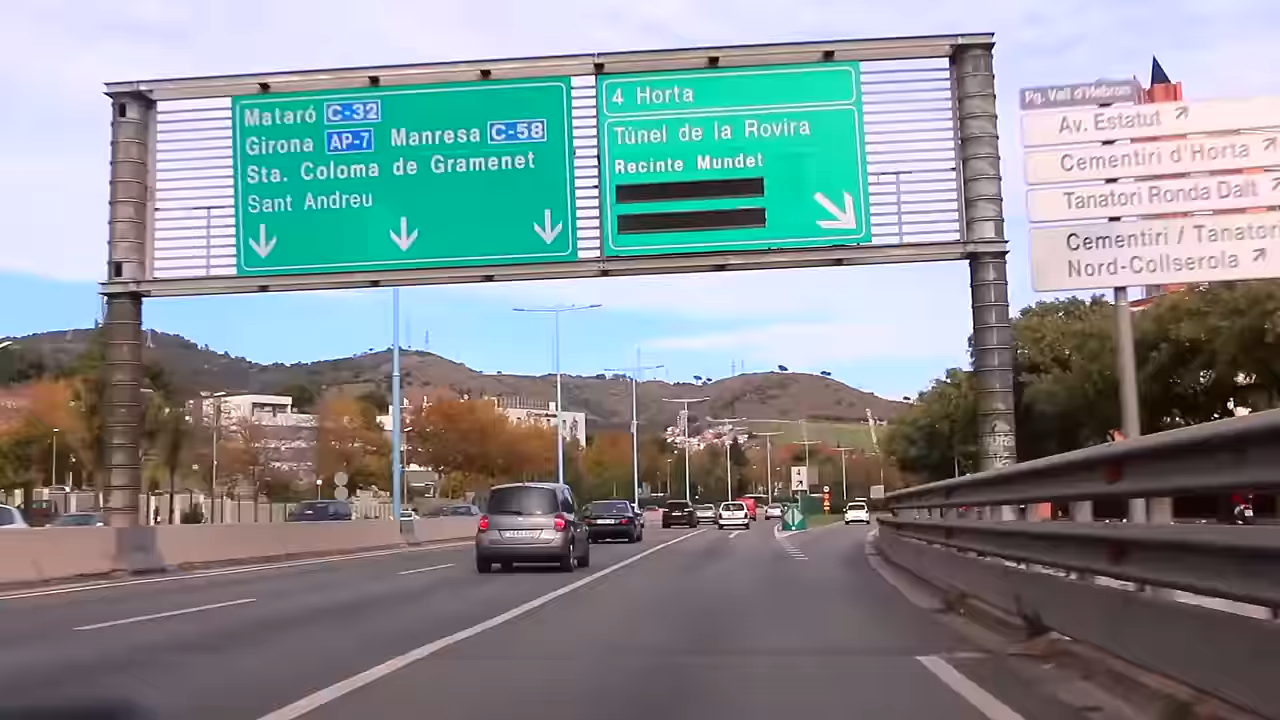 Mataró C-32
Girona AP-7 Manresa C-58
Sta. Coloma de Gramenet
Sant Andreu
4 Horta
Túnel de la Rovira
Recinte Mundet
Pg. Vall d'Hebron
Av. Estatut
Cementiri d'Horta
Tanatori Ronda Dalt
Cementiri / Tanatori
Nord-Collserola
4